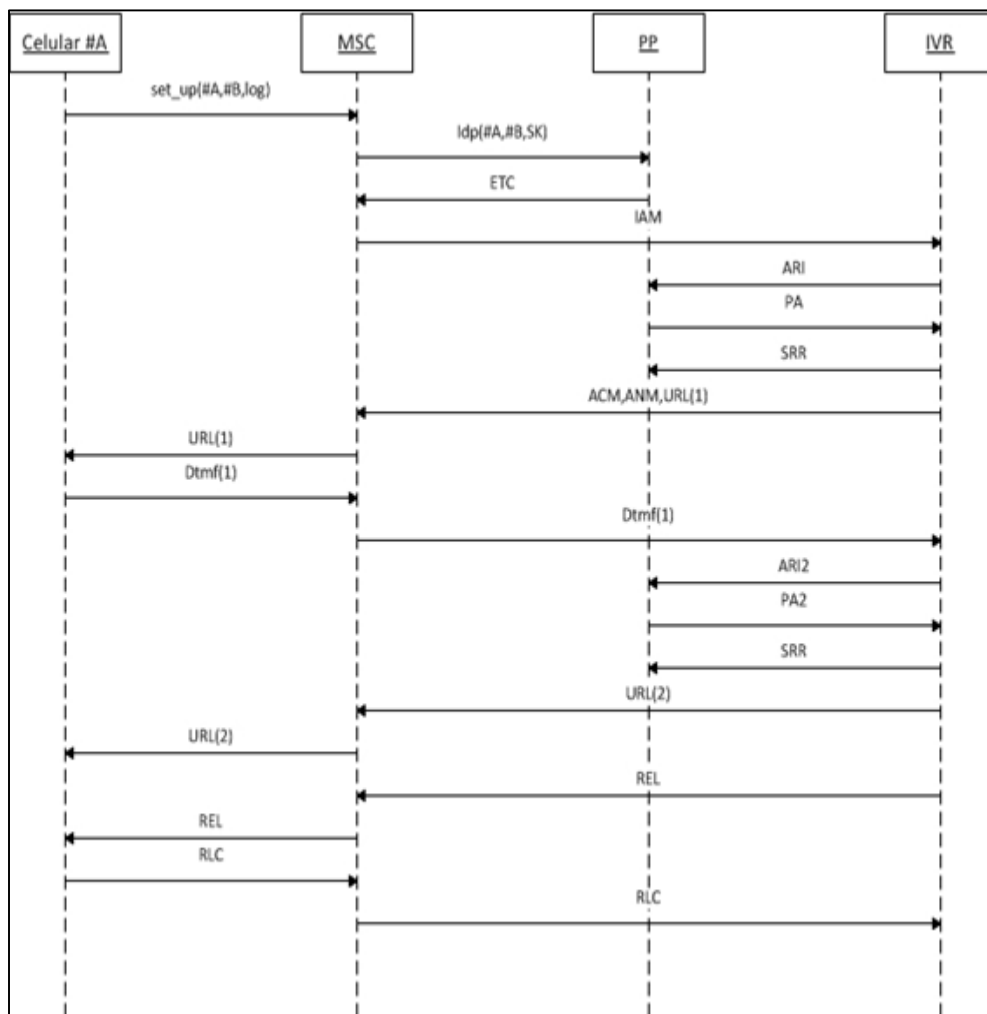 Celular #A
MSC
PP
IVR
set_up(#A,#B,log)
Idp(#A,#B,SK)
ETC
IAM
ARI
PA
SRR
ACM,ANM,URL(1)
URL(1)
Dtmf(1)
Dtmf(1)
ARI2
PA2
SRR
URL(2)
URL(2)
REL
REL
RLC
RLC